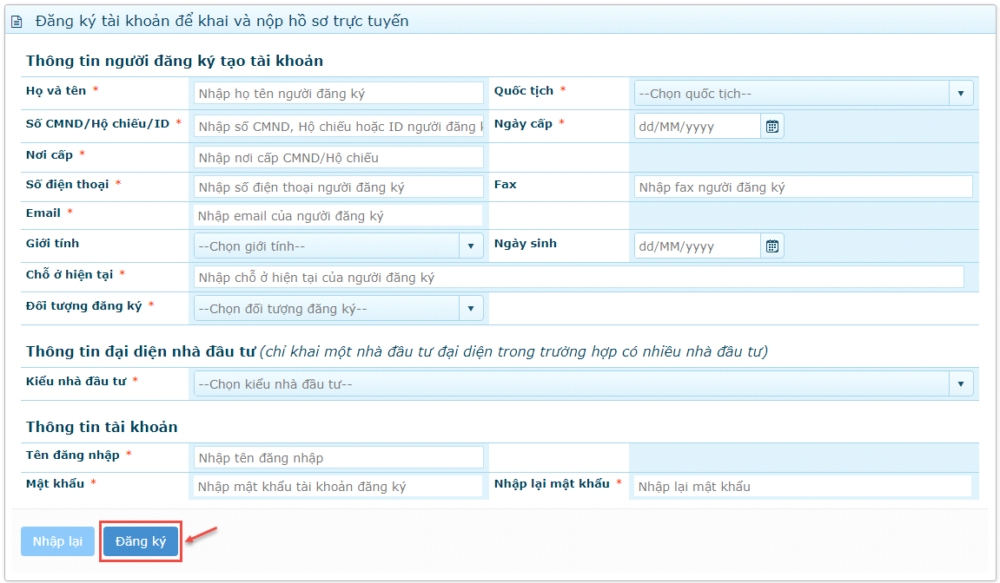 Đăng ký tài khoản để khai và nộp hồ sơ trực tuyến
Thông tin người đăng ký tạo tài khoản
Họ và tên * Nhập họ tên người đăng ký Quốc tịch * --Chọn quốc tịch--
Số CMND/Hộ chiếu/ID * Nhập số CMND, Hộ chiếu hoặc ID người đăng Ngày cấp * dd/MM/yyyy
Nơi cấp * Nhập nơi cấp CMND/Hộ chiếu
Số điện thoại * Nhập số điện thoại người đăng ký Fax Nhập fax người đăng ký
Email * Nhập email của người đăng ký
Giới tính --Chọn giới tính-- Ngày sinh dd/MM/yyyy
Chỗ ở hiện tại * Nhập chỗ ở hiện tại của người đăng ký
Đối tượng đăng ký * --Chọn đối tượng đăng ký--
Thông tin đại diện nhà đầu tư (chỉ khai một nhà đầu tư đại diện trong trường hợp có nhiều nhà đầu tư)
Kiểu nhà đầu tư * --Chọn kiểu nhà đầu tư--
Thông tin tài khoản
Tên đăng nhập * Nhập tên đăng nhập
Mật khẩu * Nhập mật khẩu tài khoản đăng ký Nhập lại mật khẩu * Nhập lại mật khẩu
Nhập lại Đăng ký